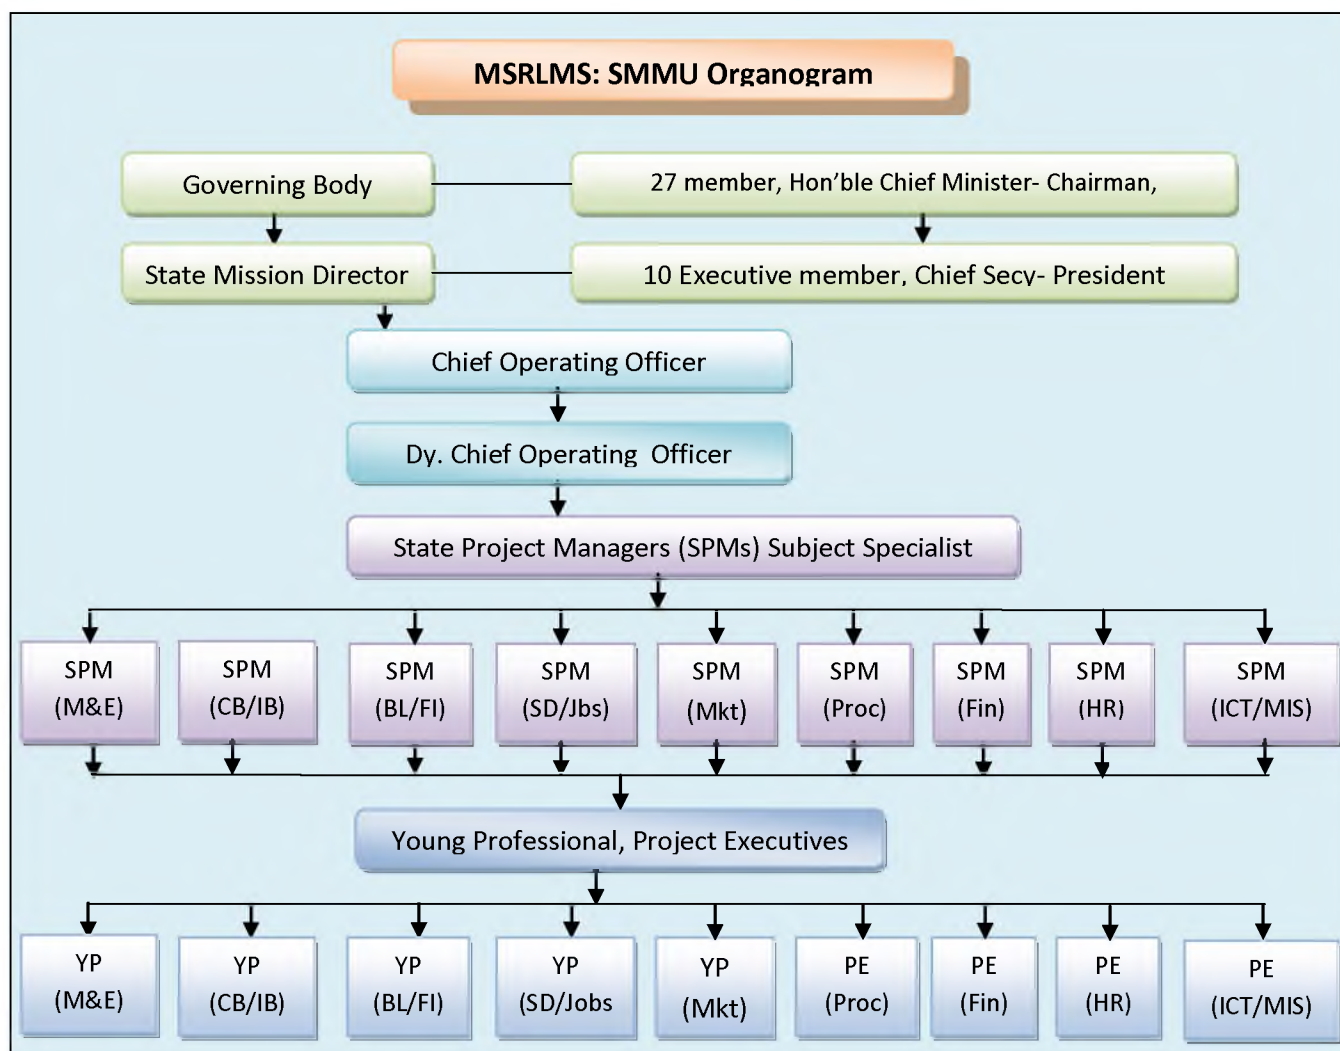 MSRLMS: SMMU Organogram
Governing Body
27 member, Hon’ble Chief Minister- Chairman,
State Mission Director
10 Executive member, Chief Secy- President
Chief Operating Officer
Dy. Chief Operating Officer
State Project Managers (SPMs) Subject Specialist
SPM
(M&E)
SPM
(CB/IB)
SPM
(BL/FI)
SPM
(SD/Jbs)
SPM
(Mkt)
SPM
(Proc)
SPM
(Fin)
SPM
(HR)
SPM
(ICT/MIS)
Young Professional, Project Executives
YP
(M&E)
YP
(CB/IB)
YP
(BL/FI)
YP
(SD/Jobs
YP
(Mkt)
PE
(Proc)
PE
(Fin)
PE
(HR)
PE
(ICT/MIS)